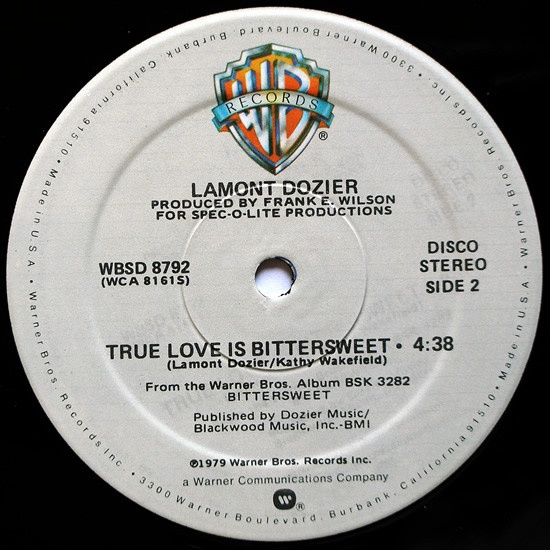 WB
RECORDS
®
LAMONT DOZIER
PRODUCED BY FRANK E. WILSON
FOR SPEC-O-LITE PRODUCTIONS
WBSD 8792
(WCA 8161S)
DISCO
STEREO
SIDE 2
TRUE LOVE IS BITTERSWEET • 4:38
(Lamont Dozier/Kathy Wakefield)
From the Warner Bros. Album BSK 3282
BITTERSWEET
Published by Dozier Music/
Blackwood Music, Inc.-BMI
℗1979 Warner Bros. Records Inc.
a Warner Communications Company
W®
Warner Bros. Records Inc. • 3300 Warner Boulevard, Burbank, California 91510 • Made in U.S.A. • Warner Bros. Records Inc. • 3300 Warner Boulevard, Burbank, California 91510 • Made in U.S.A. •